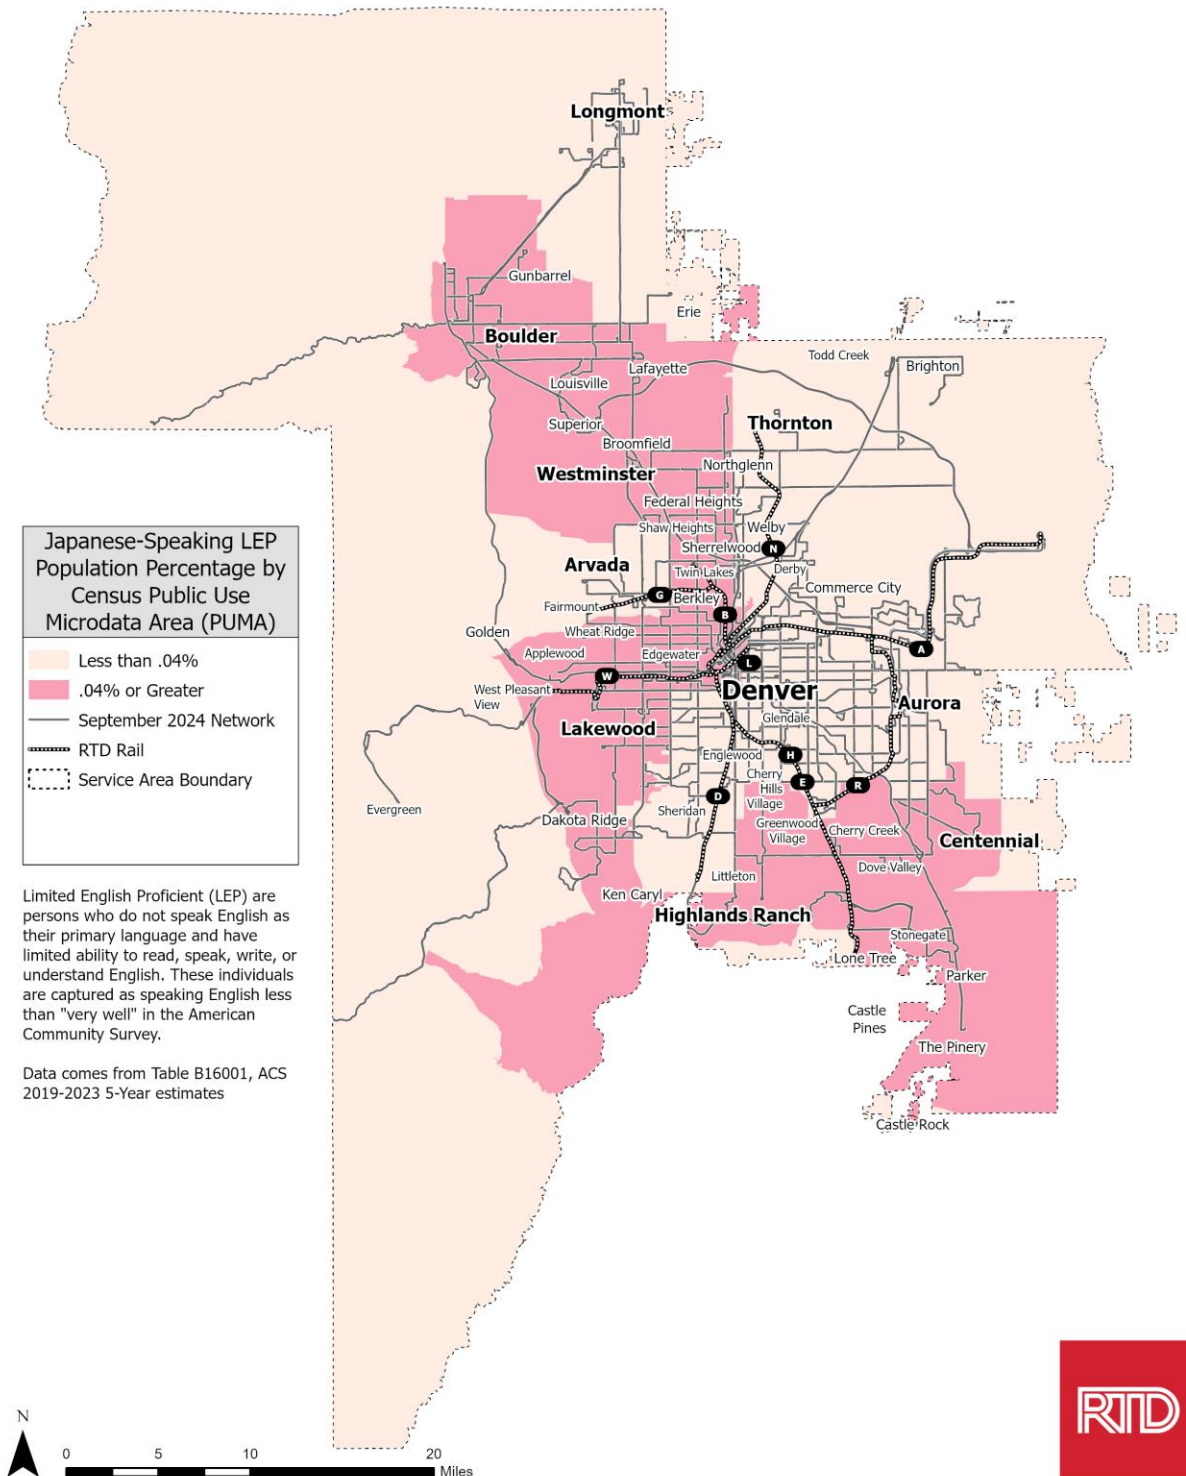 Longmont
Gunbarrel
Erie
Boulder
Todd Creek
Brighton
Lafayette
Louisville
Superior
Thornton
Broomfield
Northglenn
Westminster
Federal Heights
Shaw Heights
Welby
Sherrelwood
N
Arvada
Twin Lakes
Derby
Commerce City
G
Berkley
Fairmount
B
Golden
Wheat Ridge
Applewood
Edgewater
A
L
W
West Pleasant
View
Denver
Aurora
Glendale
Lakewood
Englewood
H
Cherry
Hills
Village
E
R
D
Evergreen
Sheridan
Dakota Ridge
Greenwood
Village
Cherry Creek
Centennial
Dove Valley
Littleton
Ken Caryl
Highlands Ranch
Stonegate
Lone Tree
Parker
Castle
Pines
The Pinery
Castle Rock
Japanese-Speaking LEP
Population Percentage by
Census Public Use
Microdata Area (PUMA)
Less than .04%
.04% or Greater
September 2024 Network
RTD Rail
Service Area Boundary
Limited English Proficient (LEP) are
persons who do not speak English as
their primary language and have
limited ability to read, speak, write, or
understand English. These individuals
are captured as speaking English less
than "very well" in the American
Community Survey.
Data comes from Table B16001, ACS
2019-2023 5-Year estimates
N
0 5 10 20
Miles
RTD